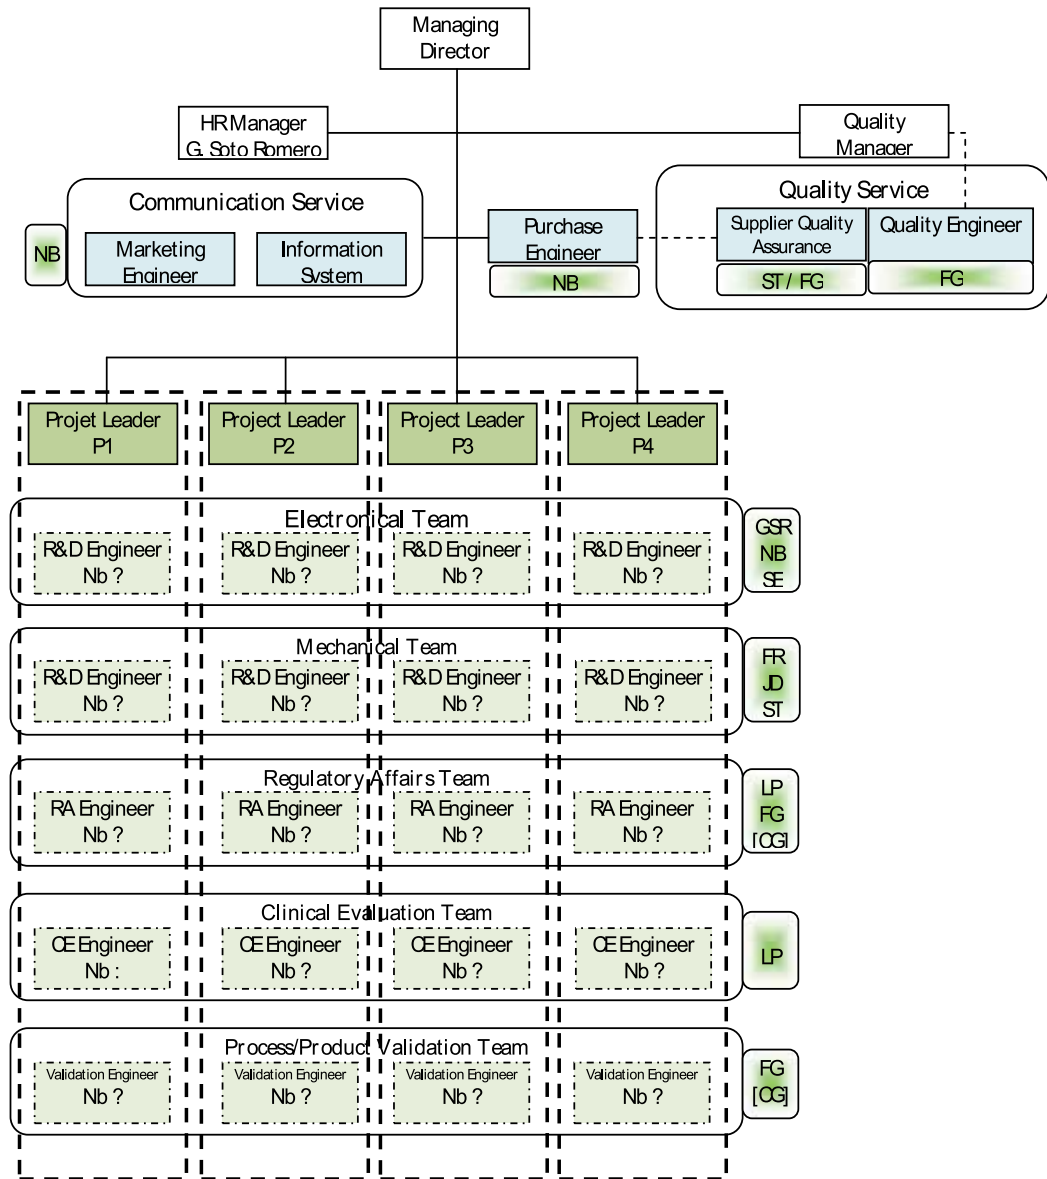 Managing
Director
HR Manager
G. Soto Romero
Quality
Manager
Communication Service
NB
Marketing
Engineer
Information
System
Purchase
Engineer
NB
Quality Service
Supplier Quality
Assurance
Quality Engineer
ST / FG
FG
Projet Leader
P1
Project Leader
P2
Project Leader
P3
Project Leader
P4
Electronical Team
R&D Engineer
Nb ?
R&D Engineer
Nb ?
R&D Engineer
Nb ?
R&D Engineer
Nb ?
GSR
NB
SE
Mechanical Team
R&D Engineer
Nb ?
R&D Engineer
Nb ?
R&D Engineer
Nb ?
R&D Engineer
Nb ?
FR
JD
ST
Regulatory Affairs Team
RA Engineer
Nb ?
RA Engineer
Nb ?
RA Engineer
Nb ?
RA Engineer
Nb ?
LP
FG
[OG]
Clinical Evaluation Team
CE Engineer
Nb :
CE Engineer
Nb ?
CE Engineer
Nb ?
CE Engineer
Nb ?
LP
Process/Product Validation Team
Validation Engineer
Nb ?
Validation Engineer
Nb ?
Validation Engineer
Nb ?
Validation Engineer
Nb ?
FG
[OG]